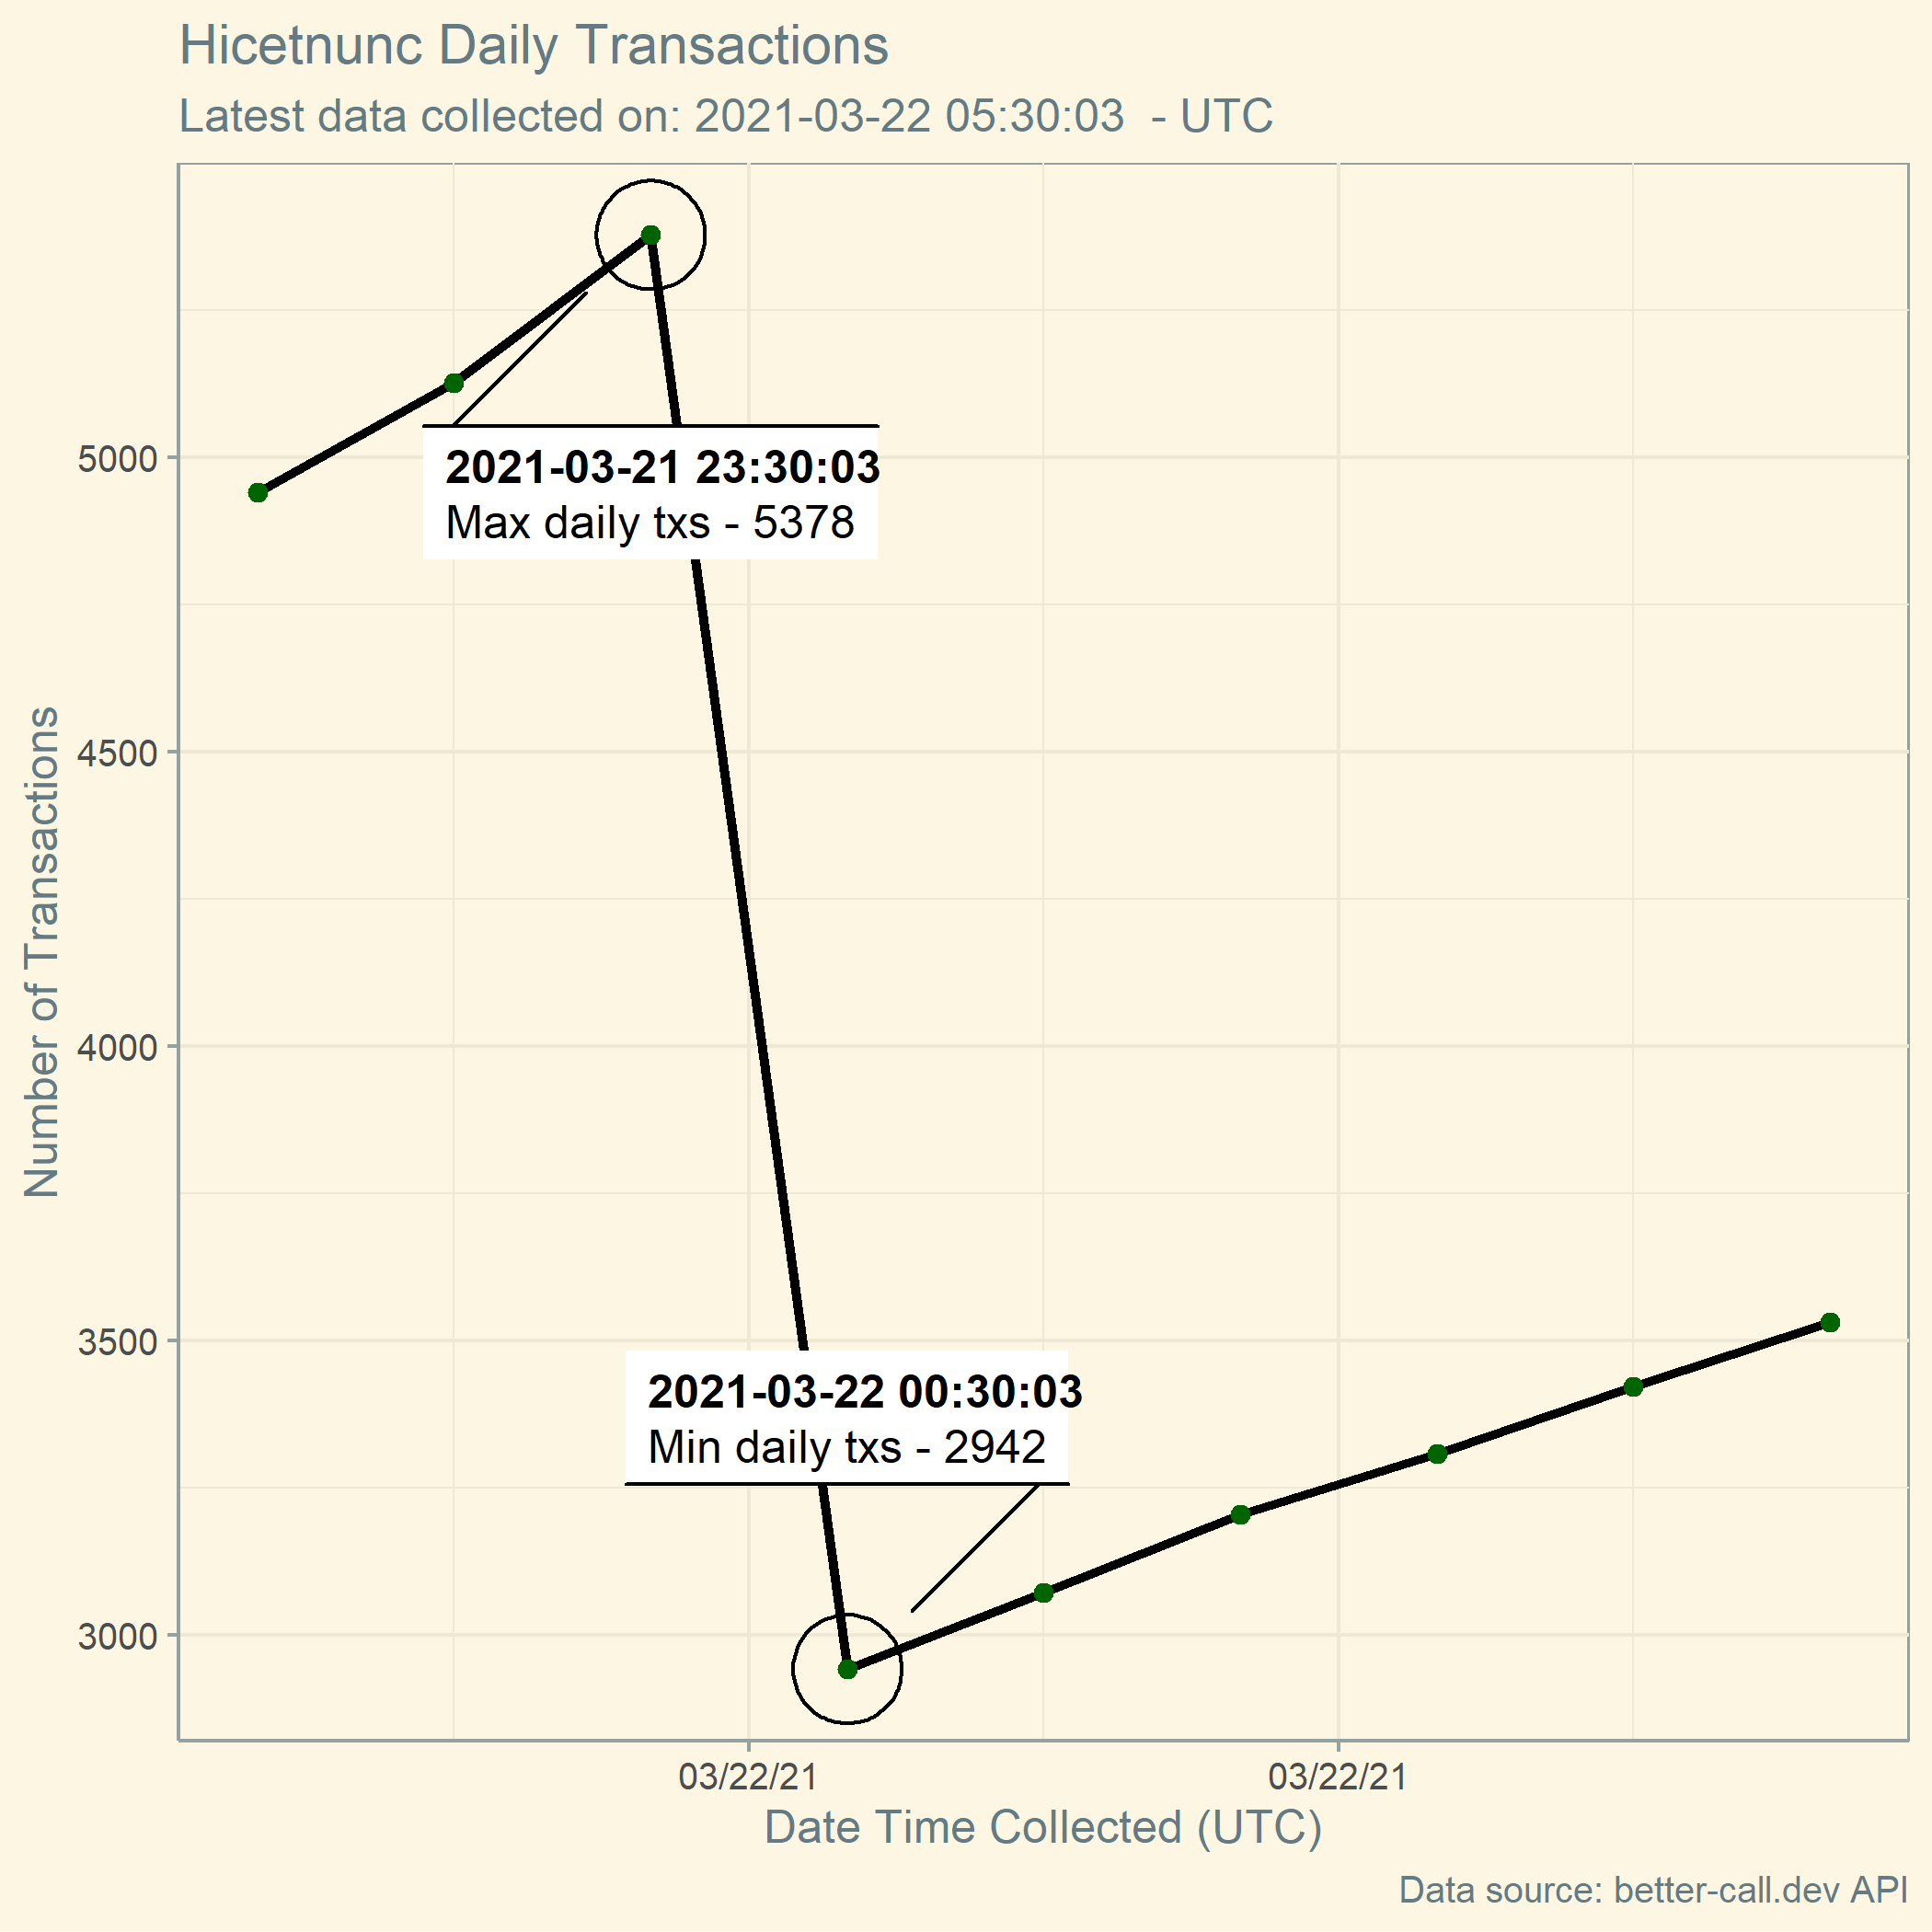 Hicetnunc Daily Transactions
Latest data collected on: 2021-03-22 05:30:03  - UTC
Number of Transactions
5000
4500
4000
3500
3000
2021-03-21 23:30:03
Max daily txs - 5378
2021-03-22 00:30:03
Min daily txs - 2942
03/22/21
03/22/21
Date Time Collected (UTC)
Data source: better-call.dev API